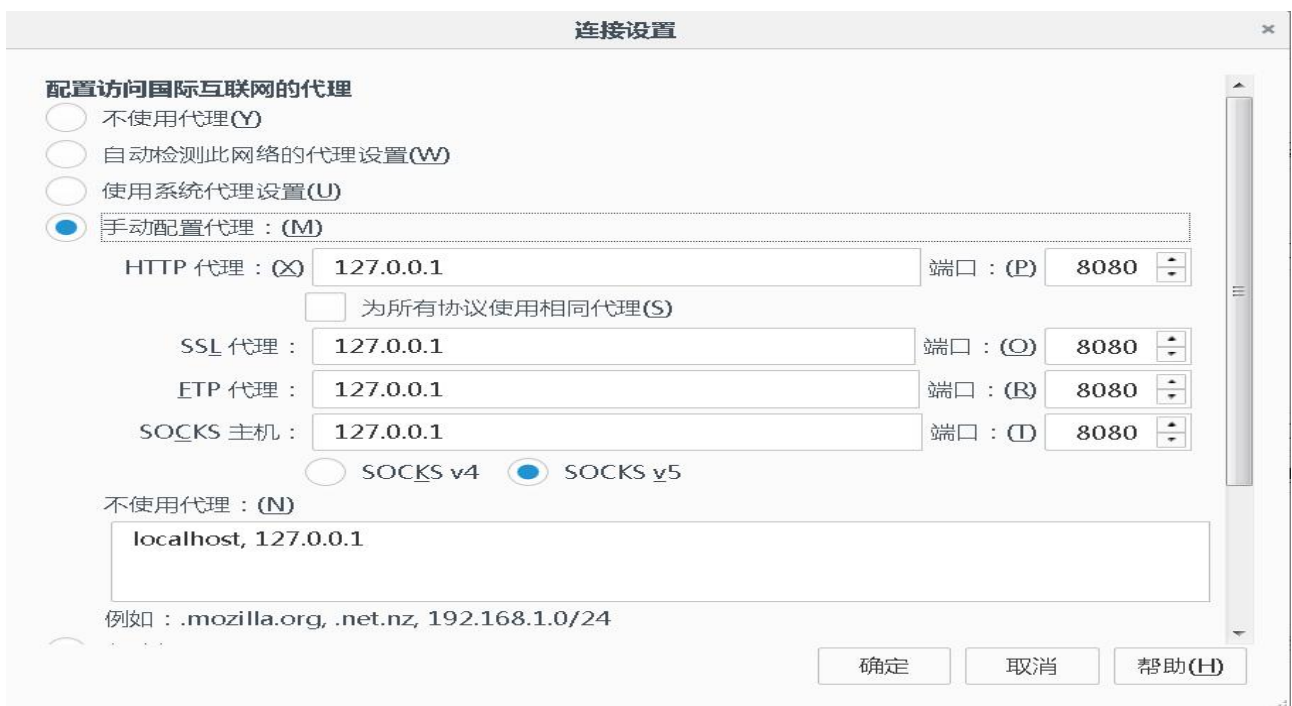 连接设置
配置访问国际互联网的代理
不使用代理(Y)
自动检测此网络的代理设置(W)
使用系统代理设置(U)
手动配置代理：(M)
HTTP 代理：(X) 127.0.0.1 端口：(P) 8080
为所有协议使用相同代理(S)
SSL 代理： 127.0.0.1 端口：(O) 8080
FTP 代理： 127.0.0.1 端口：(R) 8080
SOCKS 主机： 127.0.0.1 端口：(T) 8080
SOCKS v4 SOCKS v5
不使用代理：(N)
localhost, 127.0.0.1
例如：.mozilla.org, .net.nz, 192.168.1.0/24
确定 取消 帮助(H)